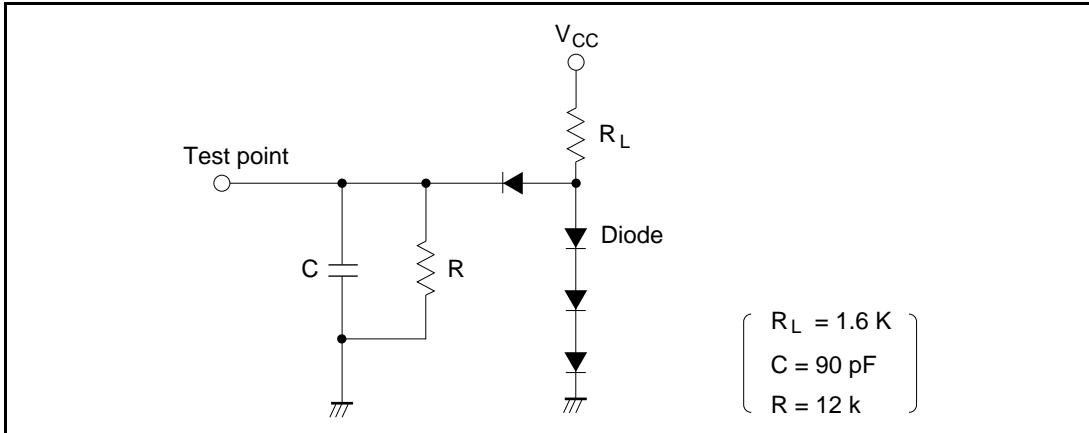 VCC
RL
Test point
Diode
C
R
RL = 1.6 K
C = 90 pF
R = 12 k